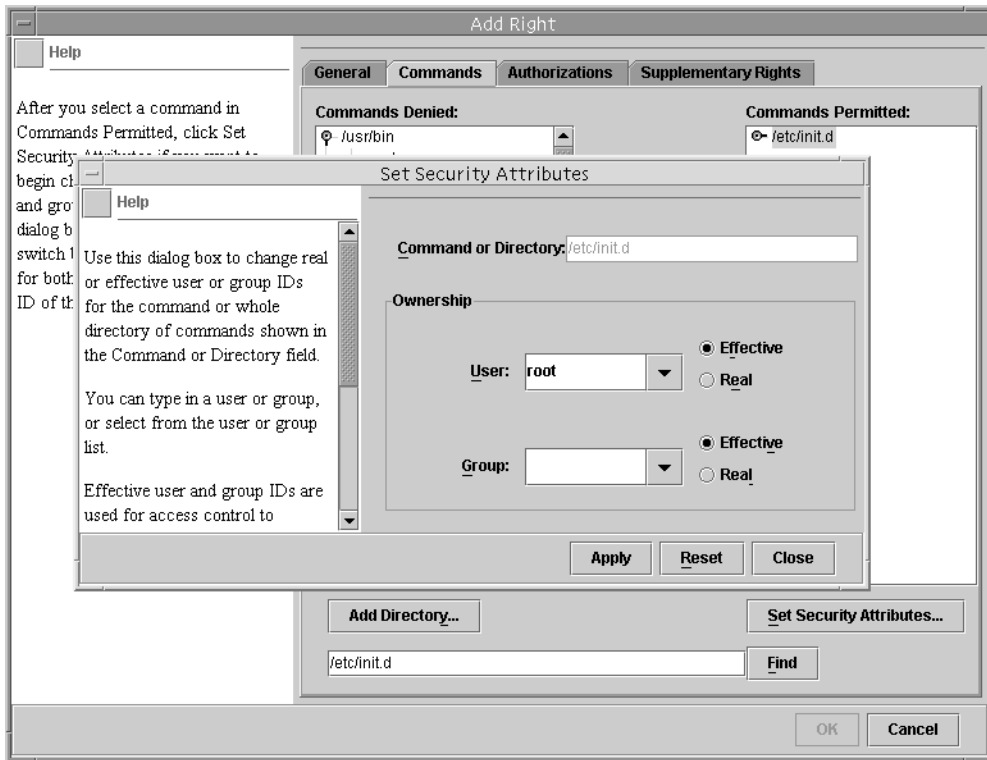 Add Right
Help
After you select a command in
Commands Permitted, click Set
Security Attributes if you want to
begin
and
dialog
switch
for both
ID of
General
Commands
Authorizations
Supplementary Rights
Commands Denied:
/usr/bin
Commands Permitted:
/etc/init.d
Set Security Attributes
Help
Use this dialog box to change real
or effective user or group IDs
for the command or whole
directory of commands shown in
the Command or Directory field.
You can type in a user or group,
or select from the user or group
list.
Effective user and group IDs are
used for access control to
Command or Directory: /etc/init.d
Ownership
User: root
Effective
Real
Group:
Effective
Real
Apply
Reset
Close
Add Directory...
Set Security Attributes...
/etc/init.d
Find
OK
Cancel